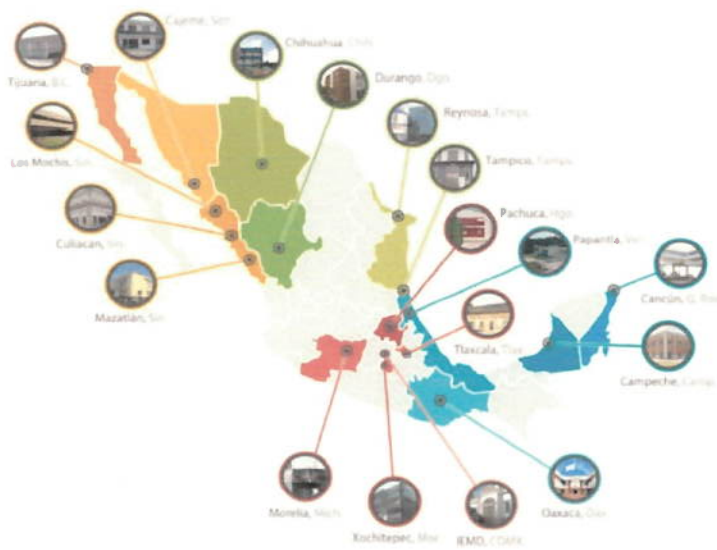 Cajeme, Son
Chihuahua, Chih
Tijuana, B.C.
Durango, Dgo
Reynosa, Tamps
Los Mochis, Sin
Tampico, Tamps
Pachuca, Hgo
Culiacán, Sin
Papantla, Ver
Cancún, Q. Roo
Mazatlán, Sin
Tlaxcala, Tlax
Campeche, Camp
Morelia, Mich
Xochitepec, Mor
IEMD, CDMX
Oaxaca, Oax